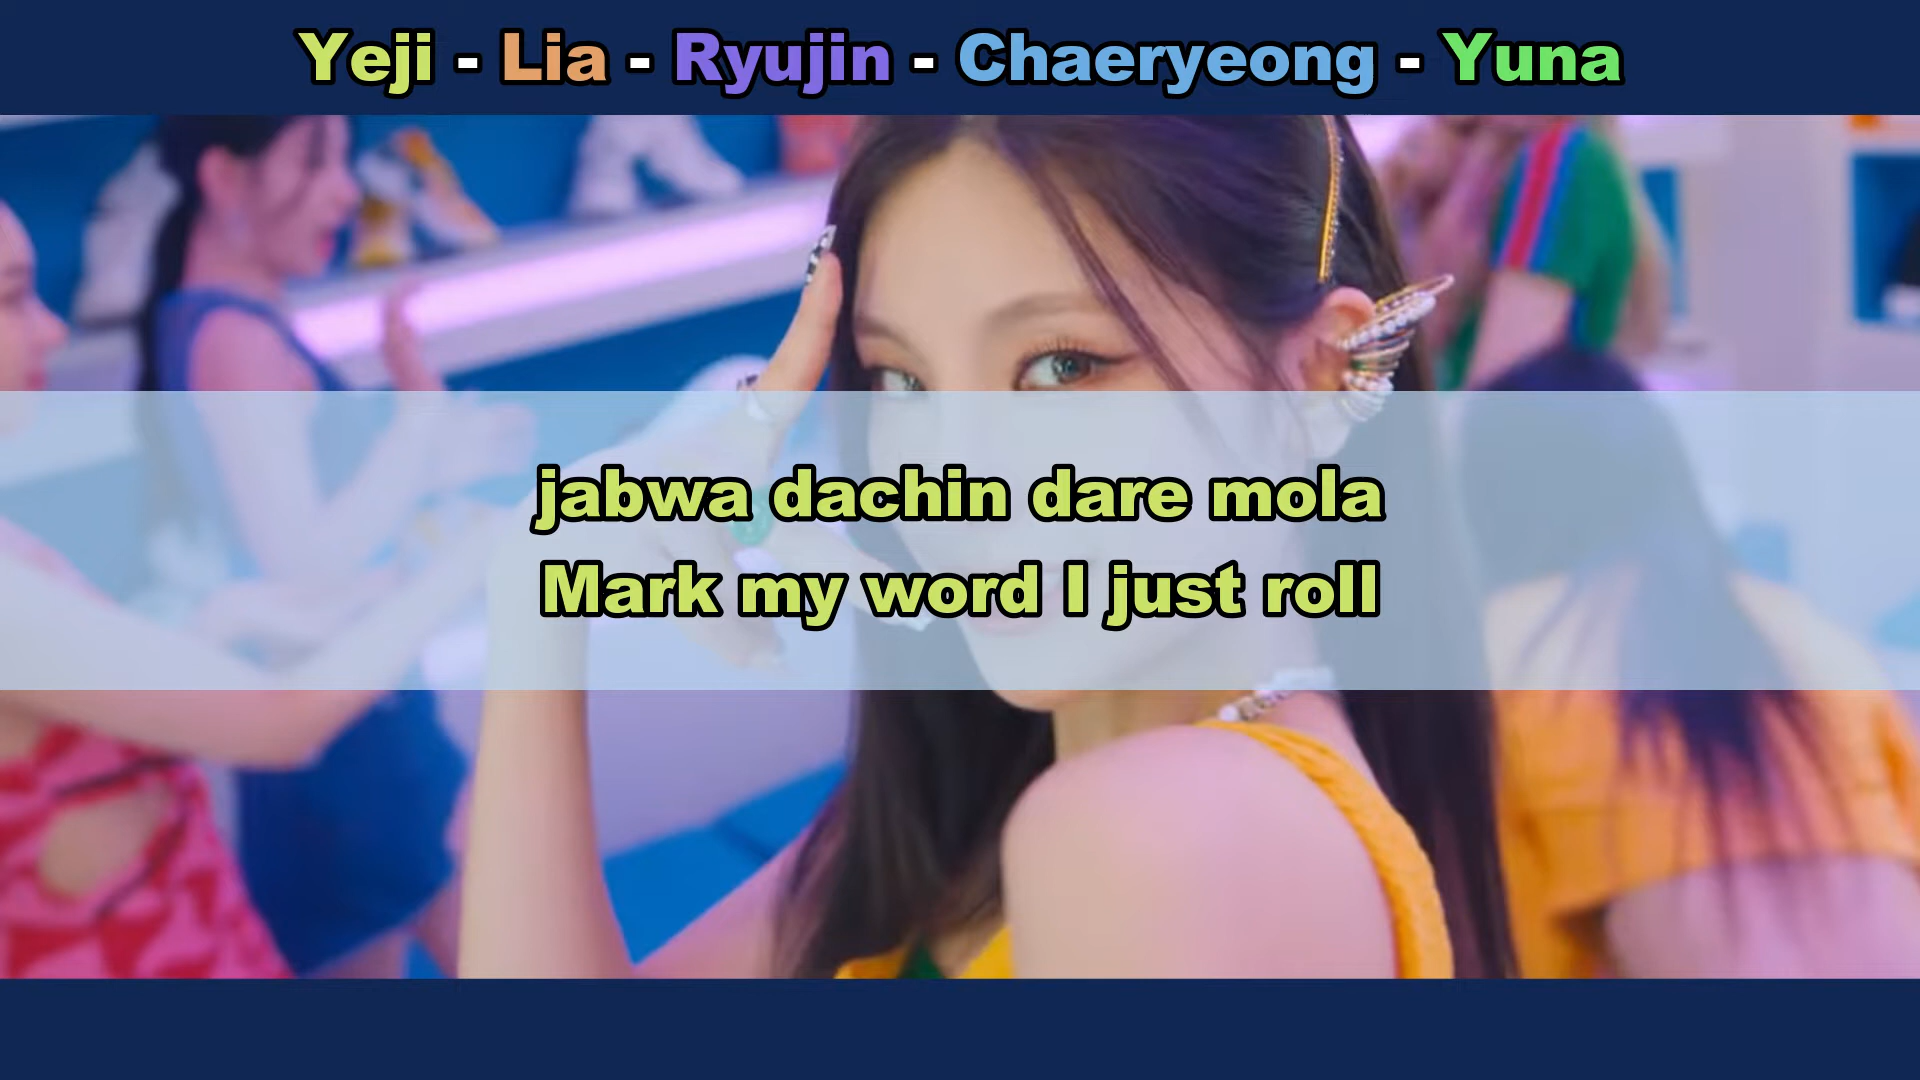 Yeji - Lia - Ryujin - Chaeryeong - Yuna
jabwa dachin dare mola
Mark my word I just roll